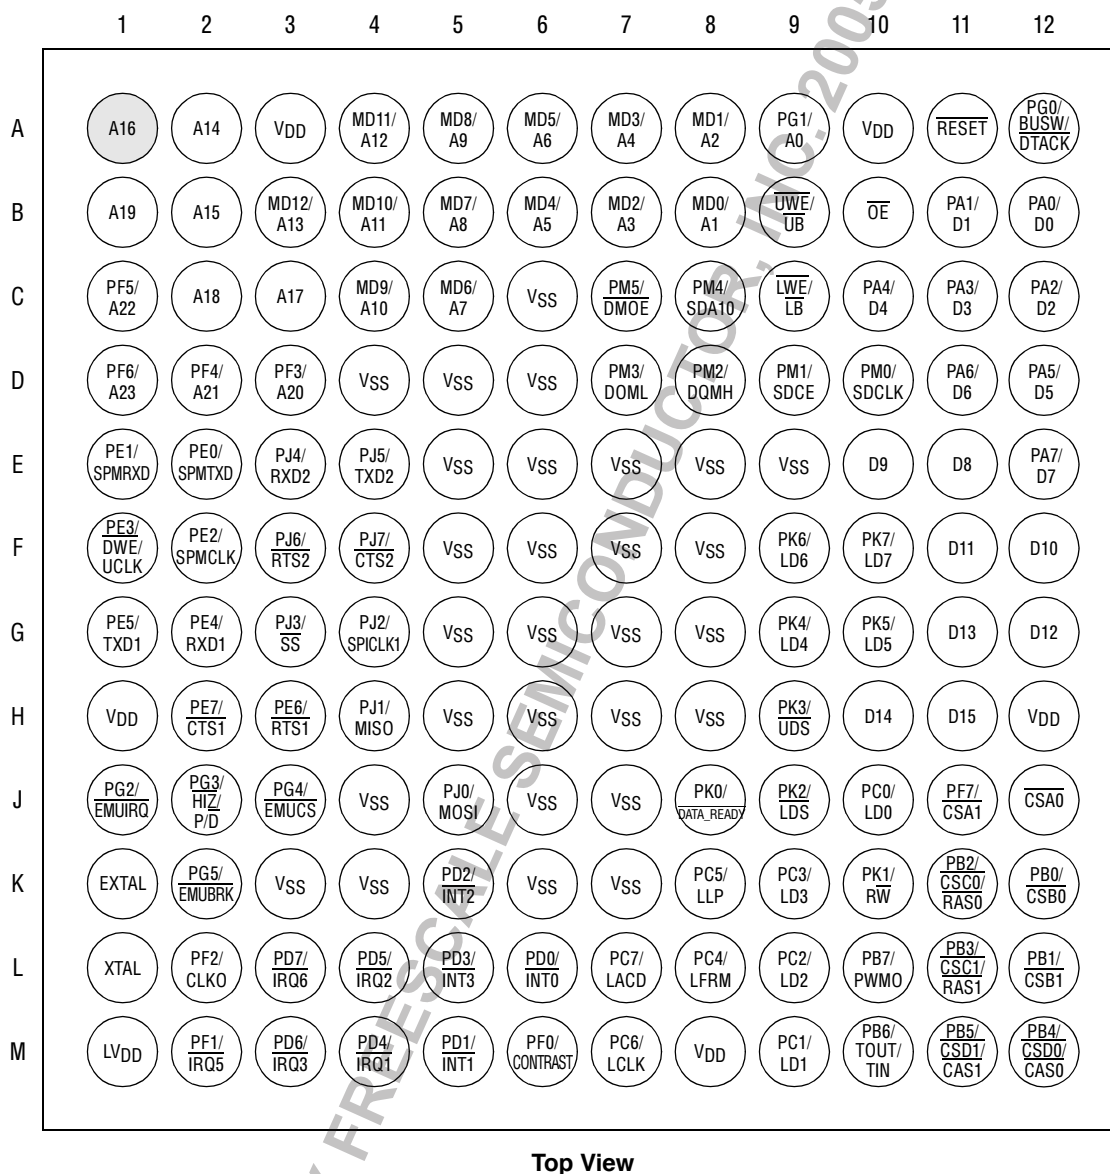 1 2 3 4 5 6 7 8 9 10 11 12
A A16 A14 VDD MD11/ A12 MD8/ A9 MD5/ A6 MD3/ A4 MD1/ A2 PG1/ A0 VDD RESET PG0/ BUSW/ DTACK
B A19 A15 MD12/ A13 MD10/ A11 MD7/ A8 MD4/ A5 MD2/ A3 MD0/ A1 UWE/ UB OE PA1/ D1 PA0/ D0
C PF5/ A22 A18 A17 MD9/ A10 MD6/ A7 VSS PM5/ DMOE PM4/ SDA10 LWE/ LB PA4/ D4 PA3/ D3 PA2/ D2
D PF6/ A23 PF4/ A21 PF3/ A20 VSS VSS VSS PM3/ DOML PM2/ DQMH PM1/ SDCE PM0/ SDCLK PA6/ D6 PA5/ D5
E PE1/ SPMRXD PE0/ SPMTXD PJ4/ RXD2 PJ5/ TXD2 VSS VSS VSS VSS VSS D9 D8 PA7/ D7
F PE3/ DWE/ UCLK PE2/ SPMCLK PJ6/ RTS2 PJ7/ CTS2 VSS VSS VSS VSS PK6/ LD6 PK7/ LD7 D11 D10
G PE5/ TXD1 PE4/ RXD1 PJ3/ SS PJ2/ SPICLK1 VSS VSS VSS VSS PK4/ LD4 PK5/ LD5 D13 D12
H VDD PE7/ CTS1 PE6/ RTS1 PJ1/ MISO VSS VSS VSS VSS PK3/ UDS D14 D15 VDD
J PG2/ EMUIRQ PG3/ HIZ/ P/D PG4/ EMUCS VSS PJ0/ MOSI VSS VSS PK0/ DATA_READY PK2/ LDS PC0/ LD0 PF7/ CSA1 CSA0
K EXTAL PG5/ EMUBRK VSS VSS PD2/ INT2 VSS VSS PC5/ LLP PC3/ LD3 PK1/ RW PB2/ CSC0/ RAS0 PB0/ CSB0
L XTAL PF2/ CLKO PD7/ IRQ6 PD5/ IRQ2 PD3/ INT3 PD0/ INT0 PC7/ LACD PC4/ LFRM PC2/ LD2 PB7/ PWMO PB3/ CSC1/ RAS1 PB1/ CSB1
M LVDD PF1/ IRQ5 PD6/ IRQ3 PD4/ IRQ1 PD1/ INT1 PF0/ CONTRAST PC6/ LCLK VDD PC1/ LD1 PB6/ TOUT/ TIN PB5/ CSD1/ CAS1 PB4/ CSD0/ CAS0
Top View
FREESCALE SEMICONDUCTOR, INC. 2005